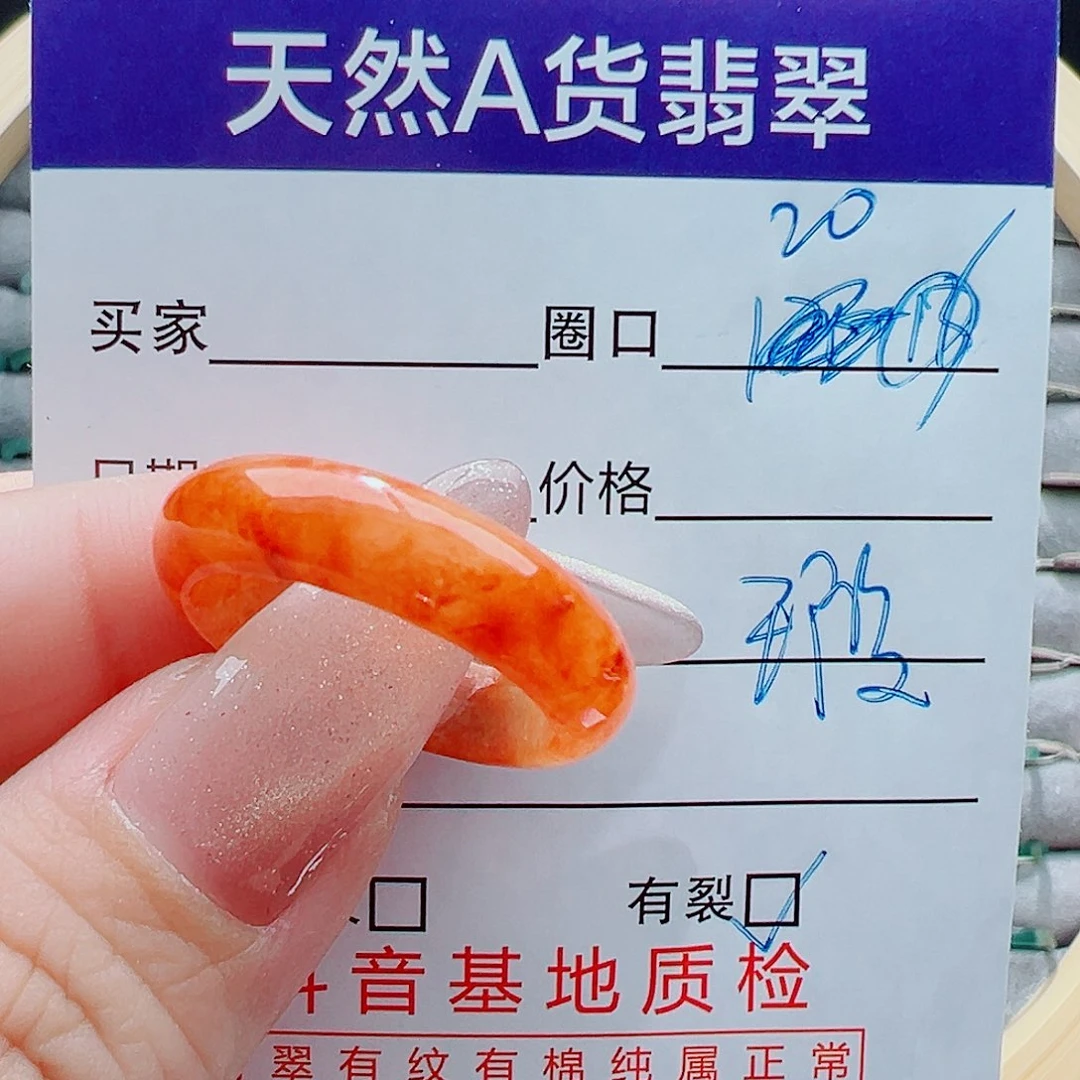 天然A货翡翠
20
买家 圈口
价格
玻
有裂
音基地质检
翠有纹有棉纯属正常